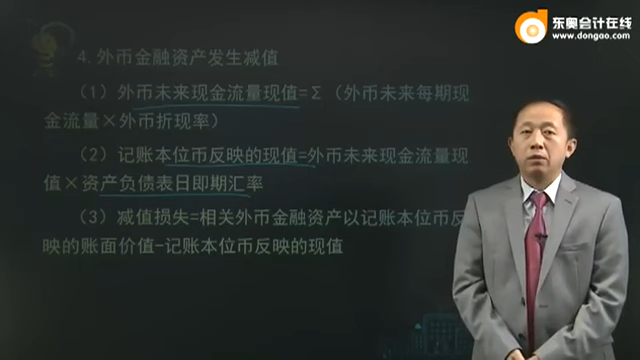 东奥会计在线
www.dongao.com
4.外币金融资产发生减值
（1）外币未来现金流量现值=Σ（外币未来每期现
金流量×外币折现率）
（2）记账本位币反映的现值=外币未来现金流量现
值×资产负债表日即期汇率
（3）减值损失=相关外币金融资产以记账本位币反
映的账面价值-记账本位币反映的现值